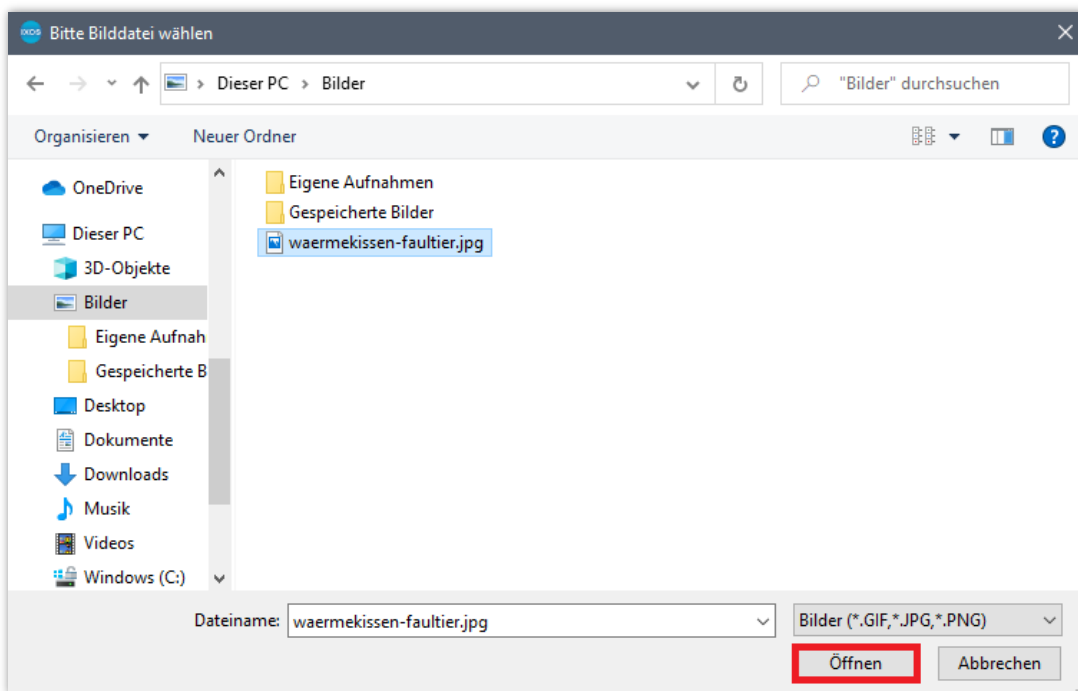 IXOS Bitte Bilddatei wählen
Dieser PC > Bilder
"Bilder" durchsuchen
Organisieren
Neuer Ordner
OneDrive
Dieser PC
3D-Objekte
Bilder
Eigene Aufnah
Gespeicherte B
Desktop
Dokumente
Downloads
Musik
Videos
Windows (C:)
Eigene Aufnahmen
Gespeicherte Bilder
waermekissen-faultier.jpg
Dateiname: waermekissen-faultier.jpg
Bilder (*.GIF,*.JPG,*.PNG)
Öffnen
Abbrechen